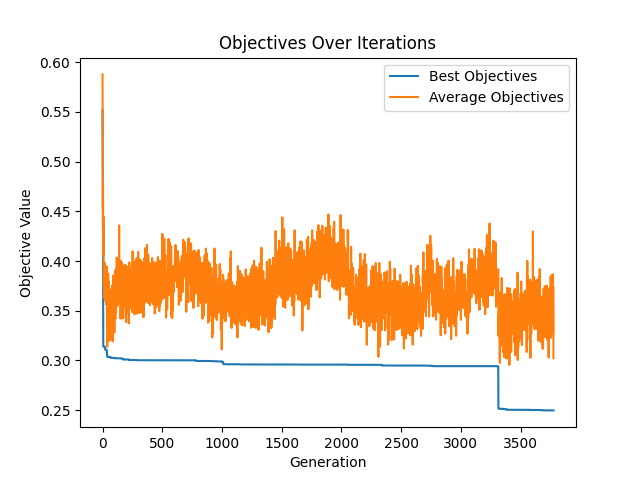 Objectives Over Iterations
Best Objectives
Average Objectives
Objective Value
0.60
0.55
0.50
0.45
0.40
0.35
0.30
0.25
0 500 1000 1500 2000 2500 3000 3500
Generation